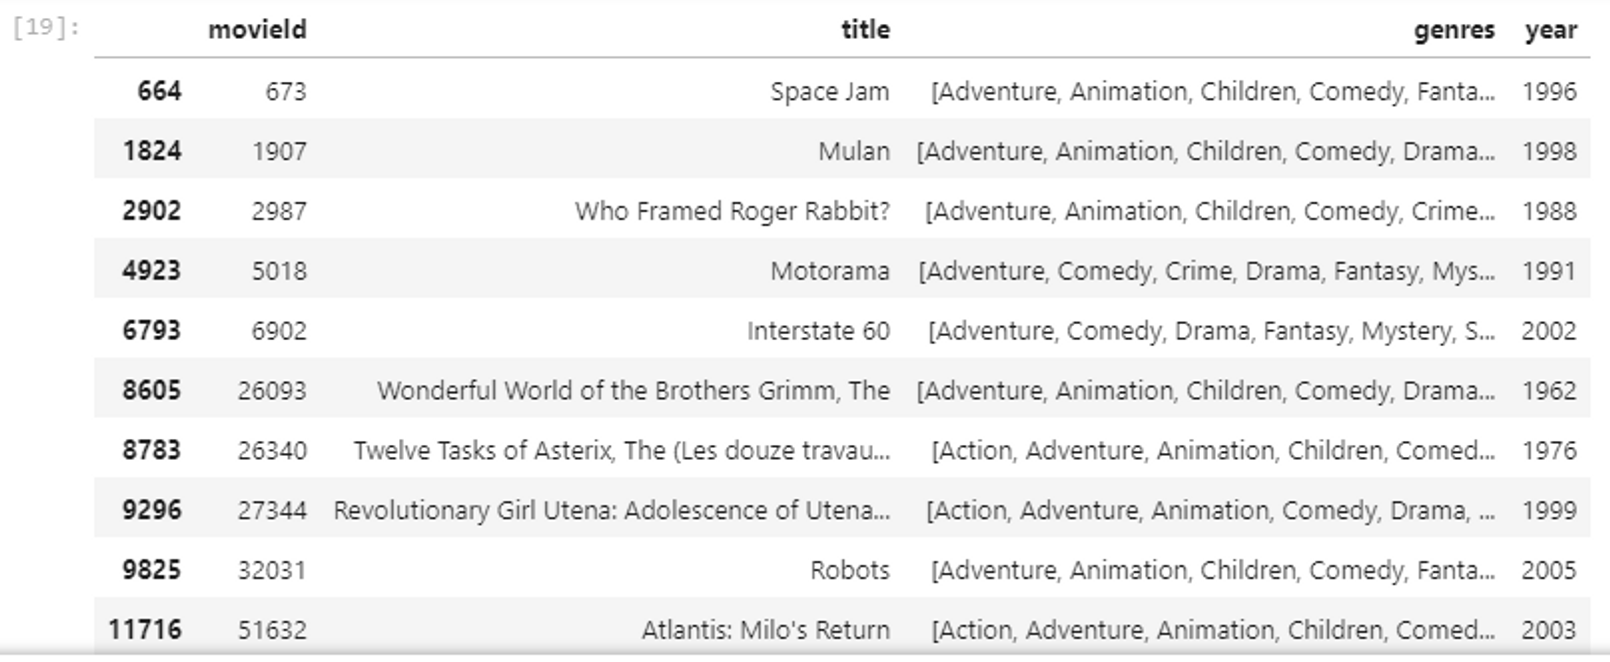 [19]: movieId title genres year
664 673 Space Jam [Adventure, Animation, Children, Comedy, Fanta... 1996
1824 1907 Mulan [Adventure, Animation, Children, Comedy, Drama... 1998
2902 2987 Who Framed Roger Rabbit? [Adventure, Animation, Children, Comedy, Crime... 1988
4923 5018 Motorama [Adventure, Comedy, Crime, Drama, Fantasy, Mys... 1991
6793 6902 Interstate 60 [Adventure, Comedy, Drama, Fantasy, Mystery, S... 2002
8605 26093 Wonderful World of the Brothers Grimm, The [Adventure, Animation, Children, Comedy, Drama... 1962
8783 26340 Twelve Tasks of Asterix, The (Les douze travau... [Action, Adventure, Animation, Children, Comed... 1976
9296 27344 Revolutionary Girl Utena: Adolescence of Utena... [Action, Adventure, Animation, Comedy, Drama, ... 1999
9825 32031 Robots [Adventure, Animation, Children, Comedy, Fanta... 2005
11716 51632 Atlantis: Milo's Return [Action, Adventure, Animation, Children, Comed... 2003